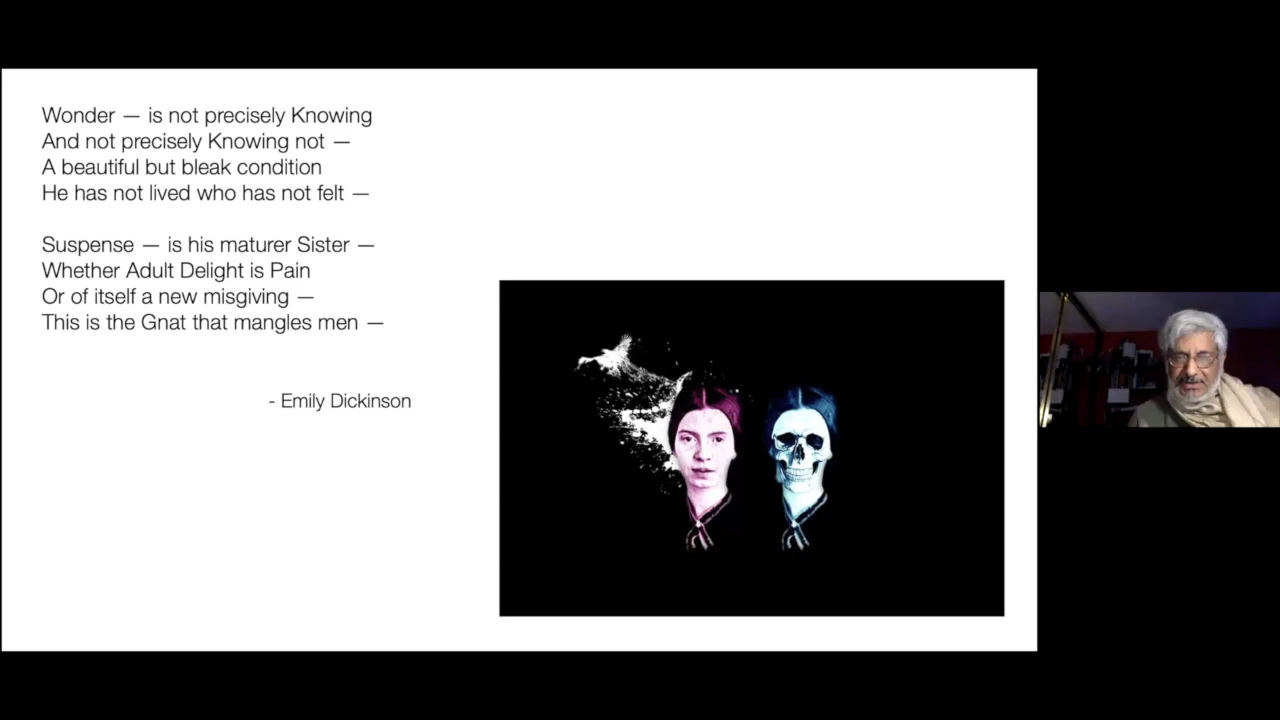 Wonder — is not precisely Knowing
And not precisely Knowing not —
A beautiful but bleak condition
He has not lived who has not felt —
Suspense — is his maturer Sister —
Whether Adult Delight is Pain
Or of itself a new misgiving —
This is the Gnat that mangles men —
- Emily Dickinson